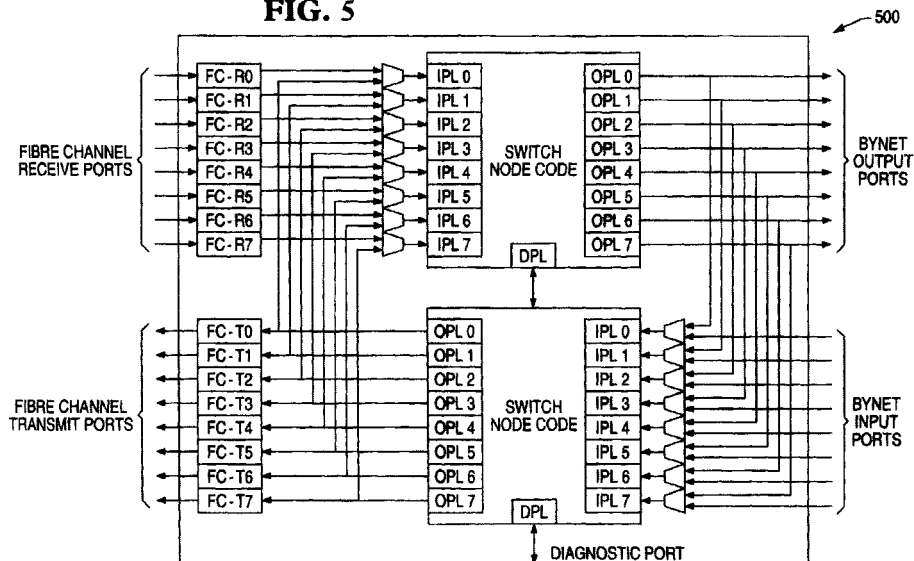 FIG. 5
500
FIBRE CHANNEL
RECEIVE PORTS
FC-R0
FC-R1
FC-R2
FC-R3
FC-R4
FC-R5
FC-R6
FC-R7
IPL 0
IPL 1
IPL 2
IPL 3
IPL 4
IPL 5
IPL 6
IPL 7
SWITCH
NODE CODE
DPL
OPL 0
OPL 1
OPL 2
OPL 3
OPL 4
OPL 5
OPL 6
OPL 7
BYNET
OUTPUT
PORTS
FIBRE CHANNEL
TRANSMIT PORTS
FC-T0
FC-T1
FC-T2
FC-T3
FC-T4
FC-T5
FC-T6
FC-T7
OPL 0
OPL 1
OPL 2
OPL 3
OPL 4
OPL 5
OPL 6
OPL 7
SWITCH
NODE CODE
DPL
IPL 0
IPL 1
IPL 2
IPL 3
IPL 4
IPL 5
IPL 6
IPL 7
BYNET
INPUT
PORTS
DIAGNOSTIC PORT